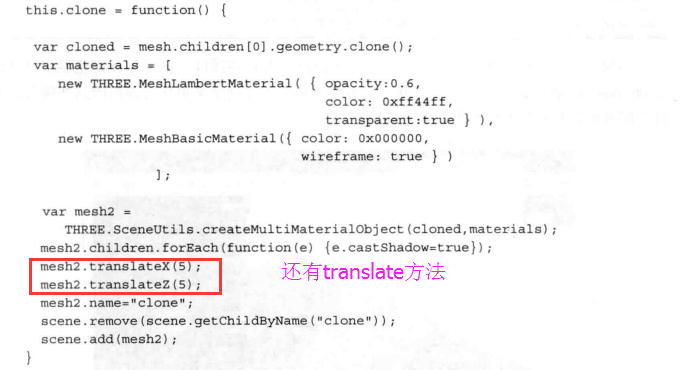 this.clone = function() {
var cloned = mesh.children[0].geometry.clone();
var materials = [
new THREE.MeshLambertMaterial( { opacity:0.6,
color: 0xff44ff,
transparent:true } ),
new THREE.MeshBasicMaterial({ color: 0x000000,
wireframe: true } )
];
var mesh2 =
THREE.SceneUtils.createMultiMaterialObject(cloned,materials);
mesh2.children.forEach(function(e) {e.castShadow=true});
mesh2.translateX(5);
mesh2.translateZ(5);
还有translate方法
mesh2.name="clone";
scene.remove(scene.getChildByName("clone"));
scene.add(mesh2);
}